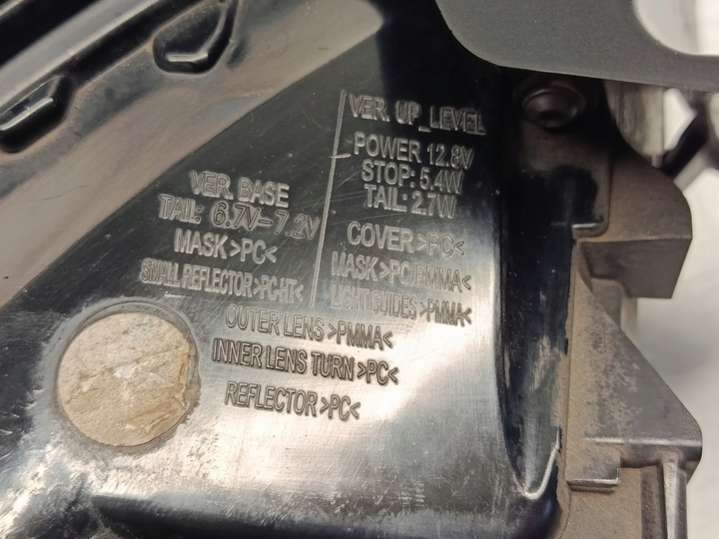 VER. BASE
TAIL: 6.7V-7.2V
MASK >PC<
SMALL REFLECTOR >PC-HT<
VER. UP_LEVEL
POWER 12.8V
STOP: 5.4W
TAIL: 2.7W
COVER >PC<
MASK >PC/PMMA<
LIGHT GUIDES >PMMA<
OUTER LENS >PMMA<
INNER LENS TURN >PC<
REFLECTOR >PC<